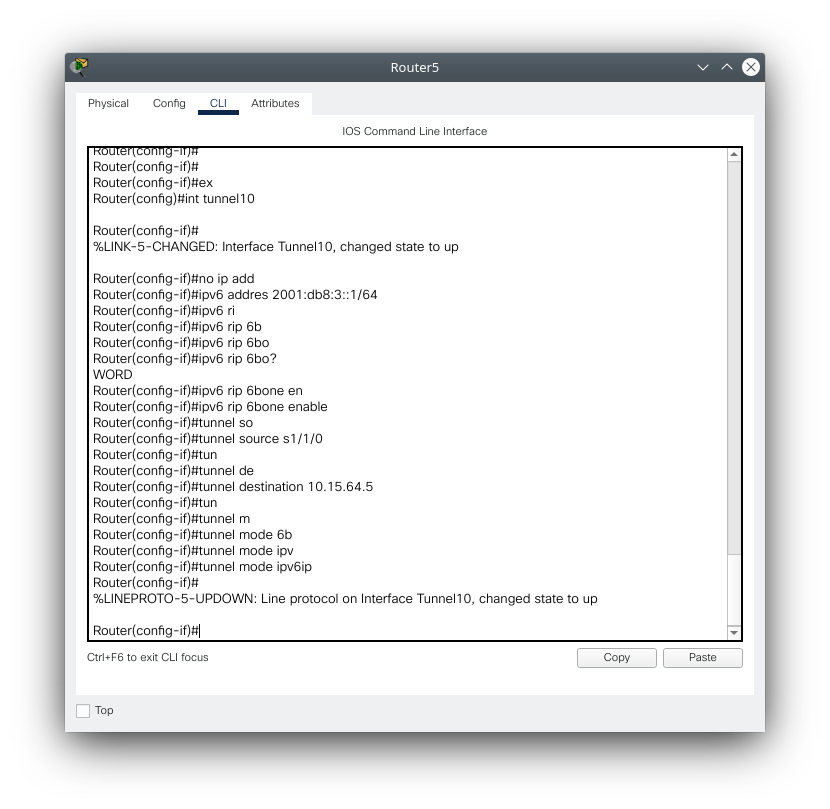 Router5
Physical Config CLI Attributes
IOS Command Line Interface
Router(config-if)#
Router(config-if)#
Router(config-if)#ex
Router(config)#int tunnel10
Router(config-if)#
%LINK-5-CHANGED: Interface Tunnel10, changed state to up
Router(config-if)#no ip add
Router(config-if)#ipv6 addres 2001:db8:3::1/64
Router(config-if)#ipv6 ri
Router(config-if)#ipv6 rip 6b
Router(config-if)#ipv6 rip 6bo
Router(config-if)#ipv6 rip 6bo?
WORD
Router(config-if)#ipv6 rip 6bone en
Router(config-if)#ipv6 rip 6bone enable
Router(config-if)#tunnel so
Router(config-if)#tunnel source s1/1/0
Router(config-if)#tun
Router(config-if)#tunnel de
Router(config-if)#tunnel destination 10.15.64.5
Router(config-if)#tun
Router(config-if)#tunnel m
Router(config-if)#tunnel mode 6b
Router(config-if)#tunnel mode ipv
Router(config-if)#tunnel mode ipv6ip
Router(config-if)#
%LINEPROTO-5-UPDOWN: Line protocol on Interface Tunnel10, changed state to up
Router(config-if)#
Ctrl+F6 to exit CLI focus Copy Paste
Top